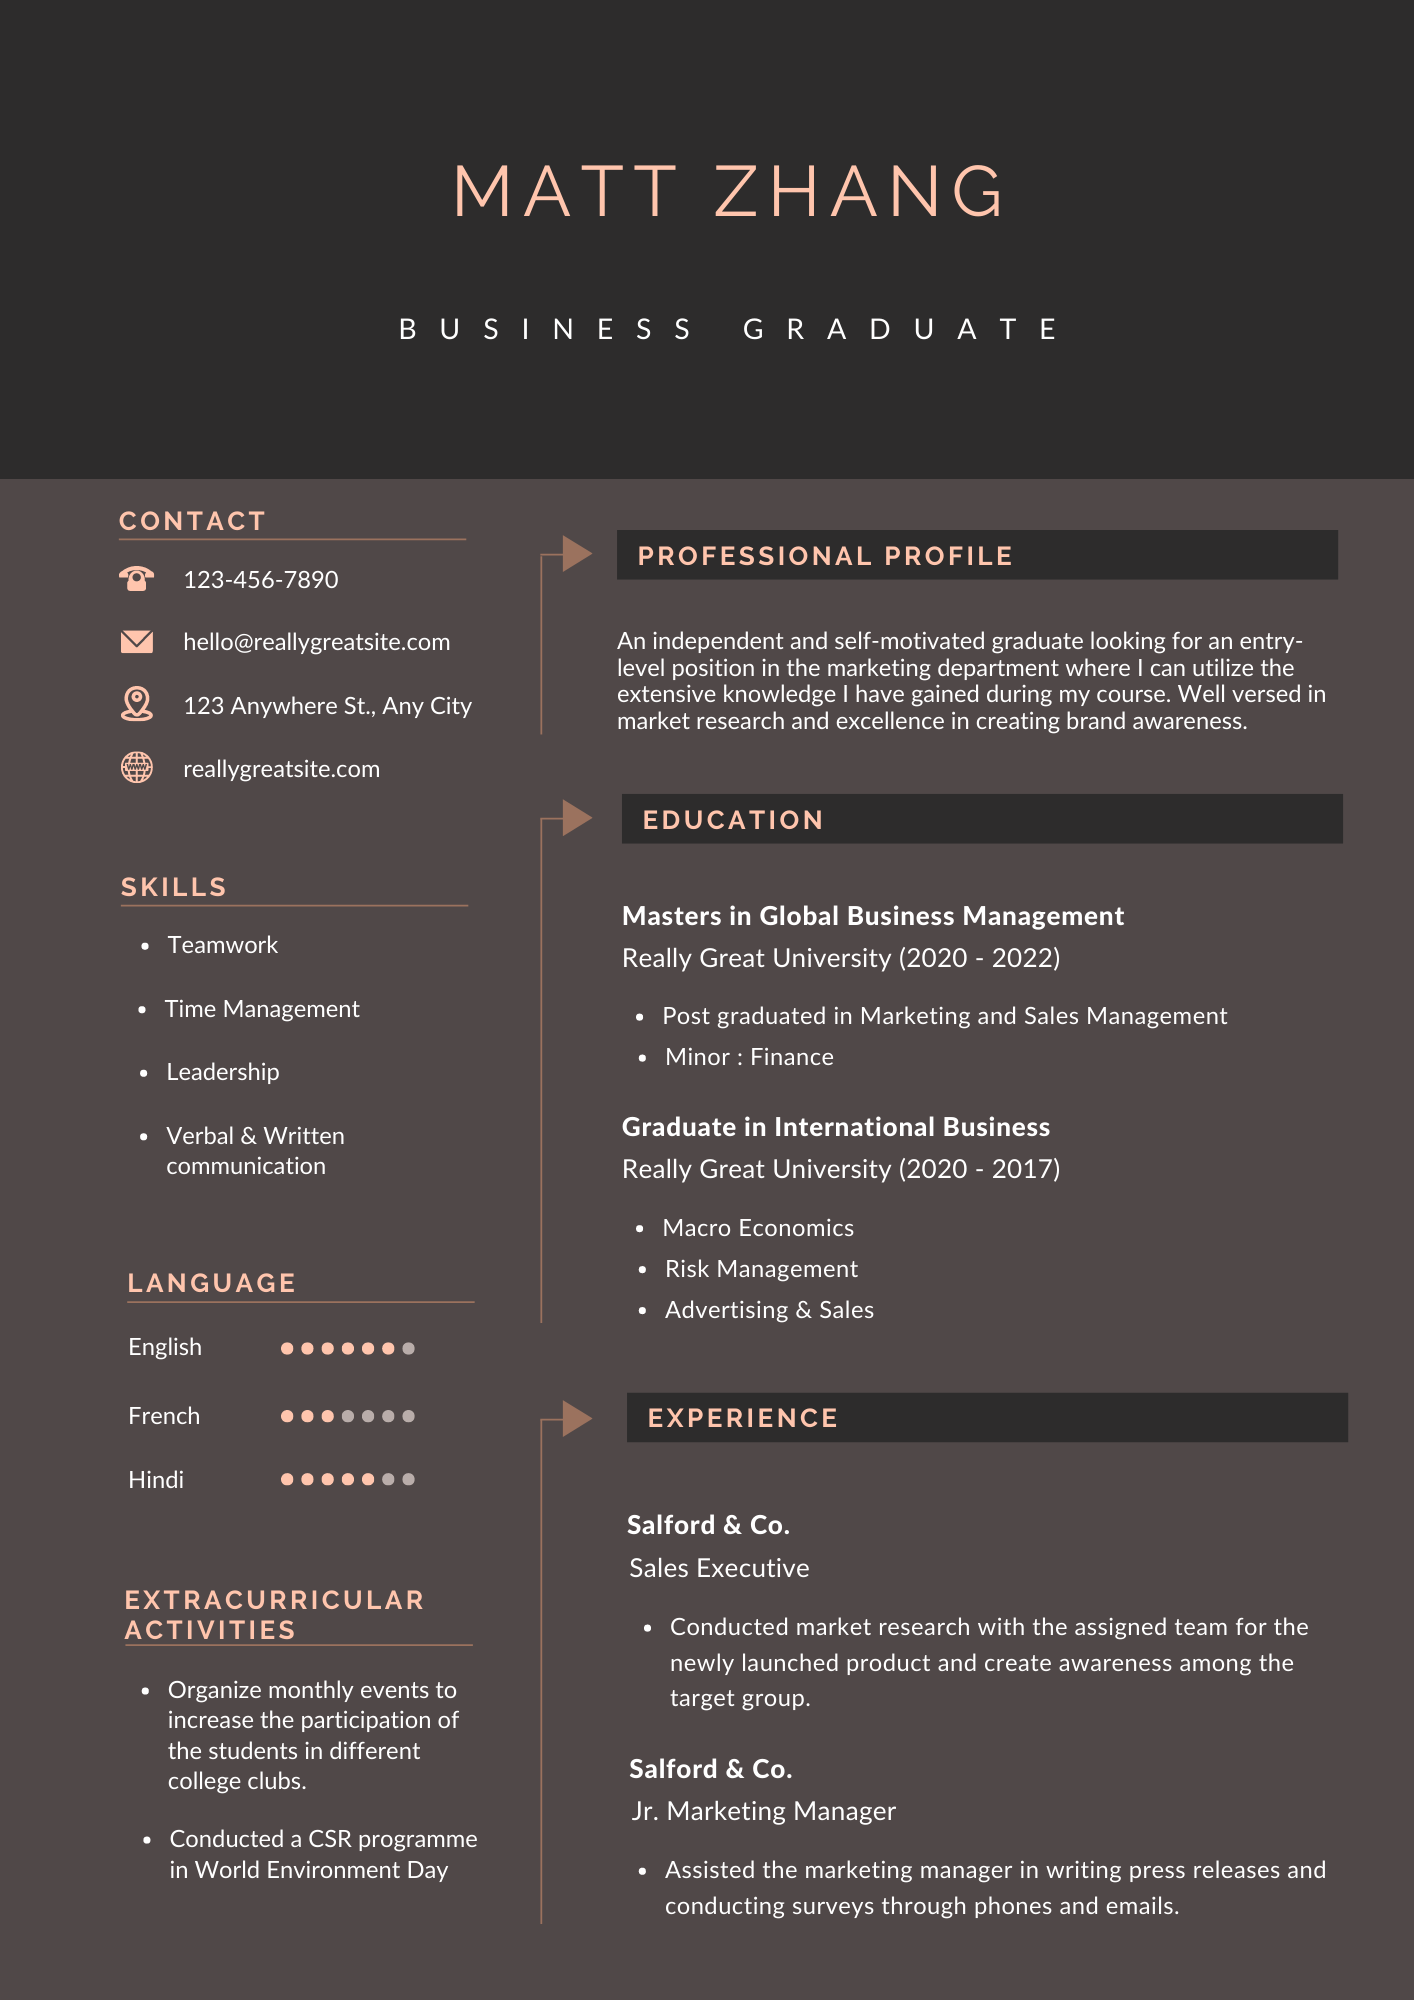 MATT ZHANG
BUSINESS GRADUATE
CONTACT
123-456-7890
hello@reallygreatsite.com
123 Anywhere St., Any City
reallygreatsite.com
SKILLS
• Teamwork
• Time Management
• Leadership
• Verbal & Written
communication
LANGUAGE
English
French
Hindi
EXTRACURRICULAR
ACTIVITIES
• Organize monthly events to
increase the participation of
the students in different
college clubs.
• Conducted a CSR programme
in World Environment Day
PROFESSIONAL PROFILE
An independent and self-motivated graduate looking for an entry-
level position in the marketing department where I can utilize the
extensive knowledge I have gained during my course. Well versed in
market research and excellence in creating brand awareness.
EDUCATION
Masters in Global Business Management
Really Great University (2020 - 2022)
• Post graduated in Marketing and Sales Management
• Minor : Finance
Graduate in International Business
Really Great University (2020 - 2017)
• Macro Economics
• Risk Management
• Advertising & Sales
EXPERIENCE
Salford & Co.
Sales Executive
• Conducted market research with the assigned team for the
newly launched product and create awareness among the
target group.
Salford & Co.
Jr. Marketing Manager
• Assisted the marketing manager in writing press releases and
conducting surveys through phones and emails.